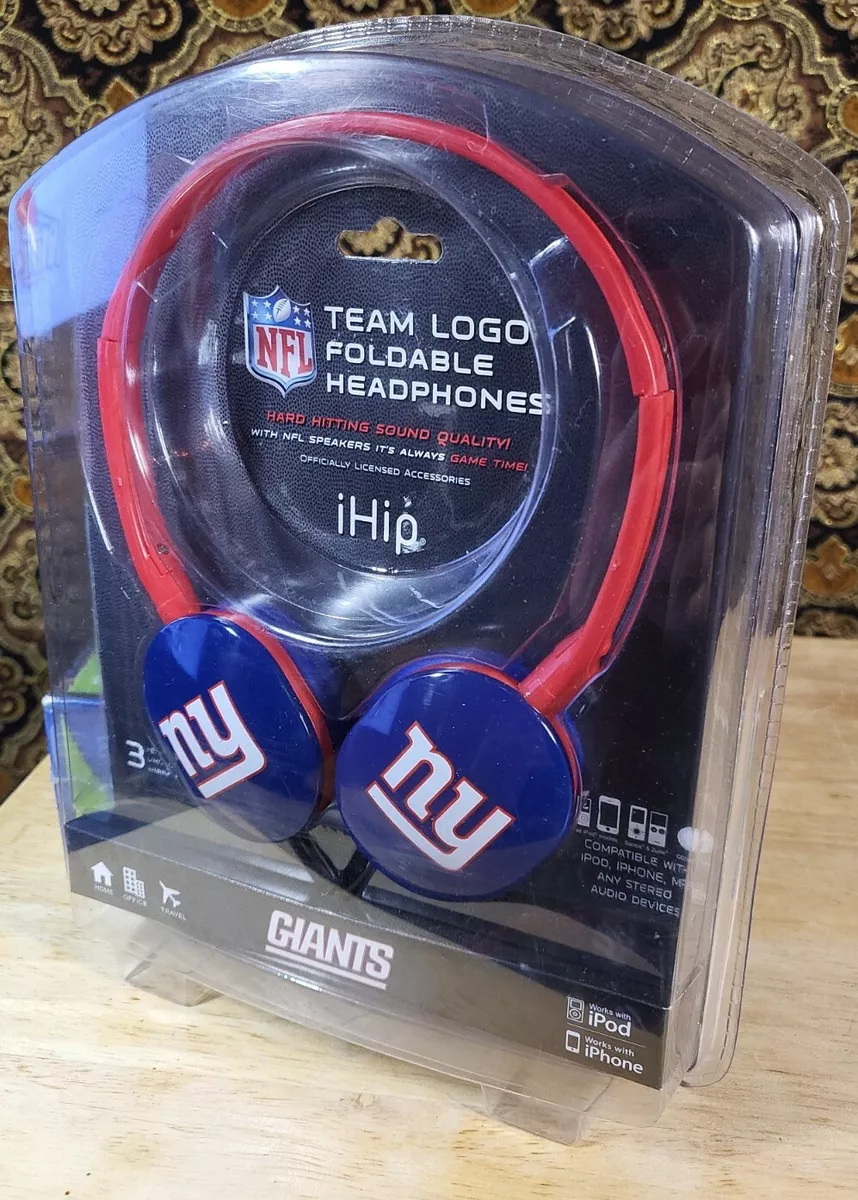 NFL
TEAM LOGO
FOLDABLE
HEADPHONES
HARD HITTING SOUND QUALITY!
WITH NFL SPEAKERS IT'S ALWAYS GAME TIME!
OFFICIALLY LICENSED ACCESSORIES
iHip
ny
ny
3
COMPATIBLE WIT
IPOD, IPHONE, MP
ANY STEREO
AUDIO DEVICES
HOME
OFFICE
TRAVEL
GIANTS
Works with
iPod
Works with
iPhone